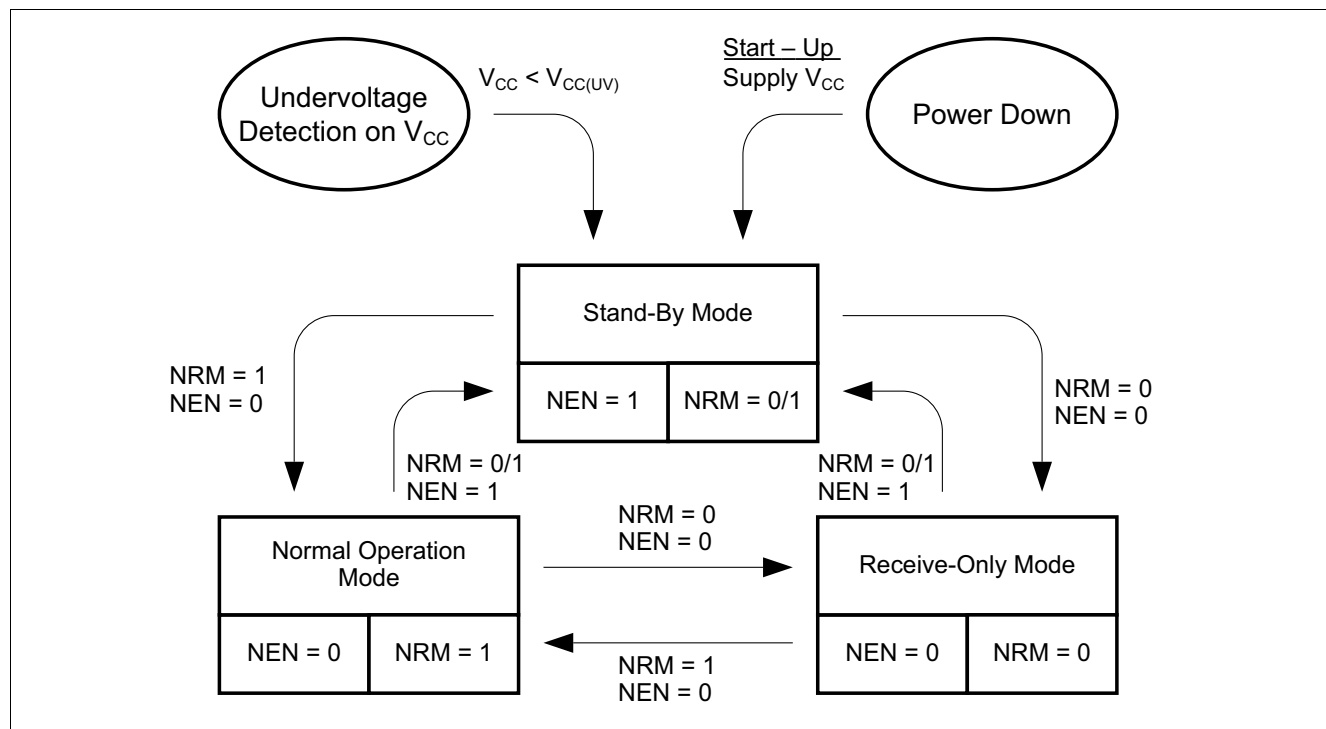 Undervoltage
Detection on VCC
VCC < VCC(UV)
Start – Up
Supply VCC
Power Down
Stand-By Mode
NEN = 1
NRM = 0/1
NRM = 1
NEN = 0
NRM = 0
NEN = 0
NRM = 0/1
NEN = 1
NRM = 0/1
NEN = 1
Normal Operation
Mode
NEN = 0
NRM = 1
NRM = 0
NEN = 0
NRM = 1
NEN = 0
Receive-Only Mode
NEN = 0
NRM = 0